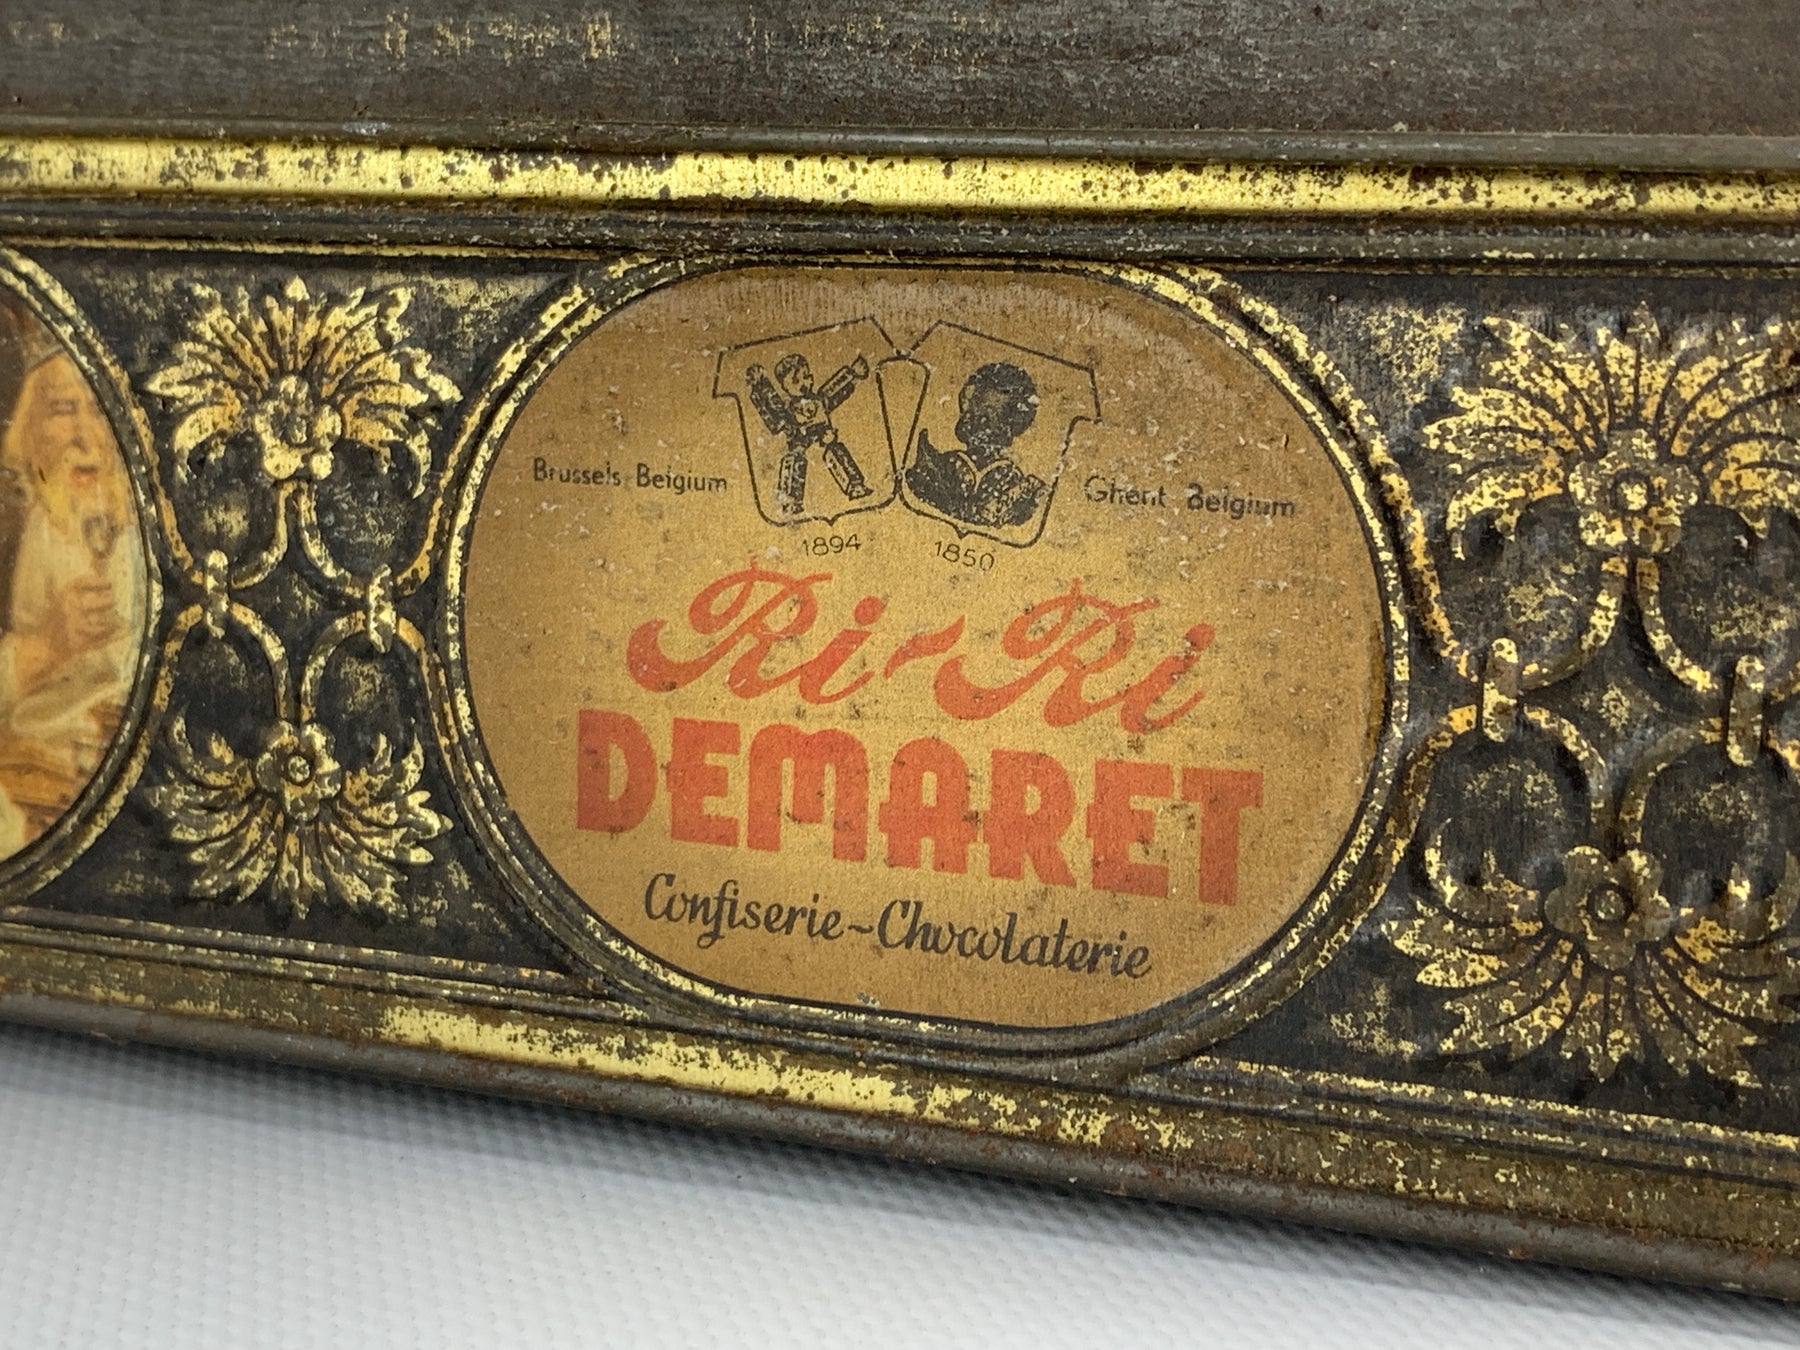 Brussels-Belgium
Ghent Belgium
1894
1850
Ri-Ri
DEMARET
Confiserie-Chocolaterie